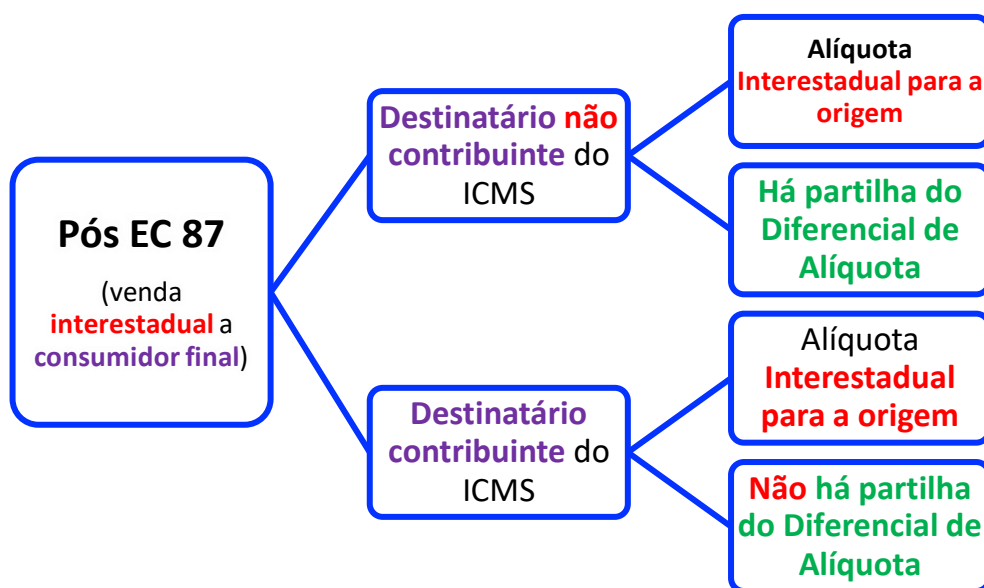 Pós EC 87
(venda
interestadual a
consumidor final)
Destinatário não
contribuinte do
ICMS
Alíquota
Interestadual para a
origem
Há partilha do
Diferencial de
Alíquota
Destinatário
contribuinte do
ICMS
Alíquota
Interestadual
para a origem
Não há partilha
do Diferencial de
Alíquota